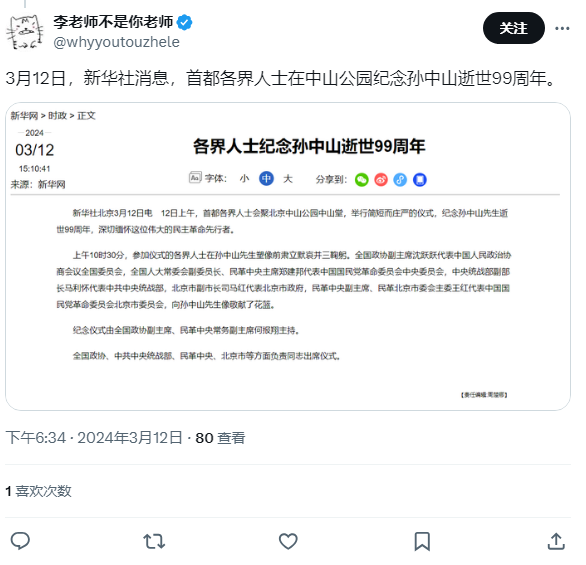 李老师不是你老师
@whyyoutouzhele
关注
3月12日，新华社消息，首都各界人士在中山公园纪念孙中山逝世99周年。
新华网 > 时政 > 正文
2024
03/12
15:10:41
来源：新华网
各界人士纪念孙中山逝世99周年
Aa 字体： 小 中 大 分享到：
新华社北京3月12日电 12日上午，首都各界人士会聚北京中山公园中山堂，举行简短而庄严的仪式，纪念孙中山先生逝
世99周年，深切缅怀这位伟大的民主革命先行者。
上午10时30分，参加仪式的各界人士在孙中山先生塑像前肃立默哀并三鞠躬。全国政协副主席沈跃跃代表中国人民政治协
商会议全国委员会，全国人大常委会副委员长、民革中央主席郑建邦代表中国国民党革命委员会中央委员会，中央统战部副部
长马利怀代表中共中央统战部，北京市副市长司马红代表北京市政府，民革中央副主席、民革北京市委会主委王红代表中国国
民党革命委员会北京市委员会，向孙中山先生像敬献了花篮。
纪念仪式由全国政协副主席、民革中央常务副主席何报翔主持。
全国政协、中共中央统战部、民革中央、北京市等方面负责同志出席仪式。
下午6:34 · 2024年3月12日 · 80 查看
1 喜欢次数